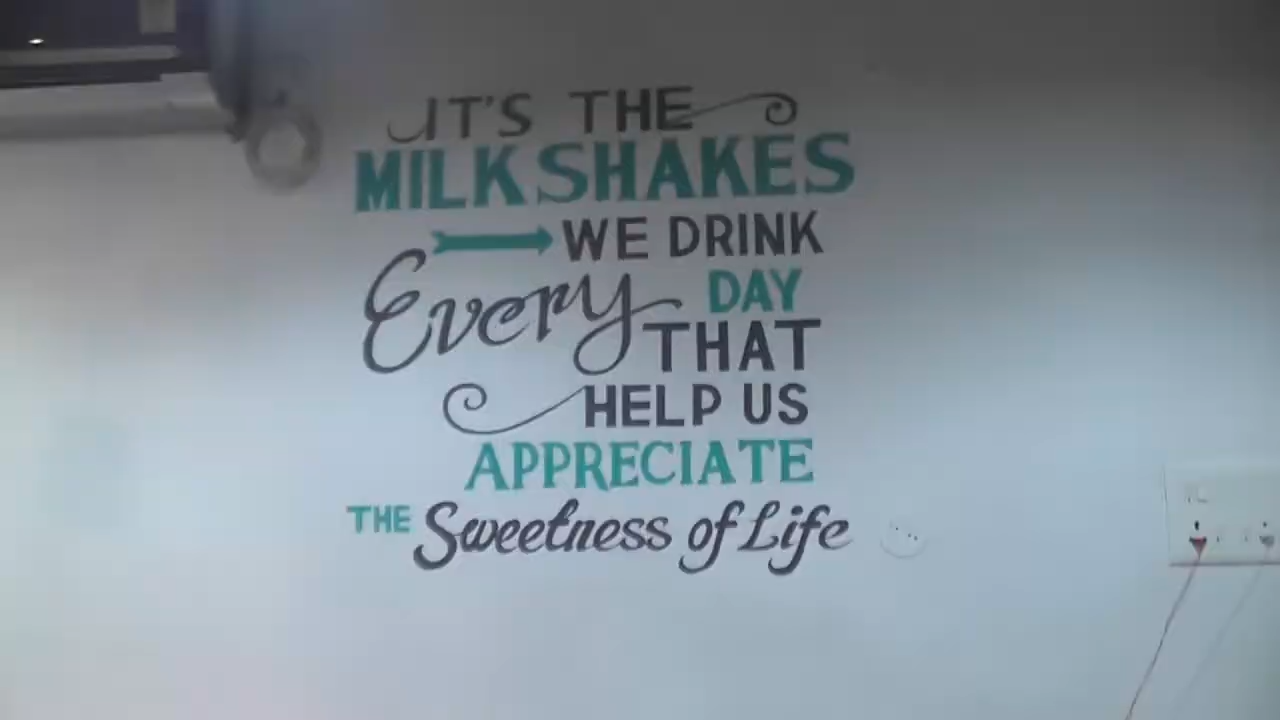 IT'S THE
MILKSHAKES
WE DRINK
Every DAY
THAT
HELP US
APPRECIATE
THE Sweetness of Life